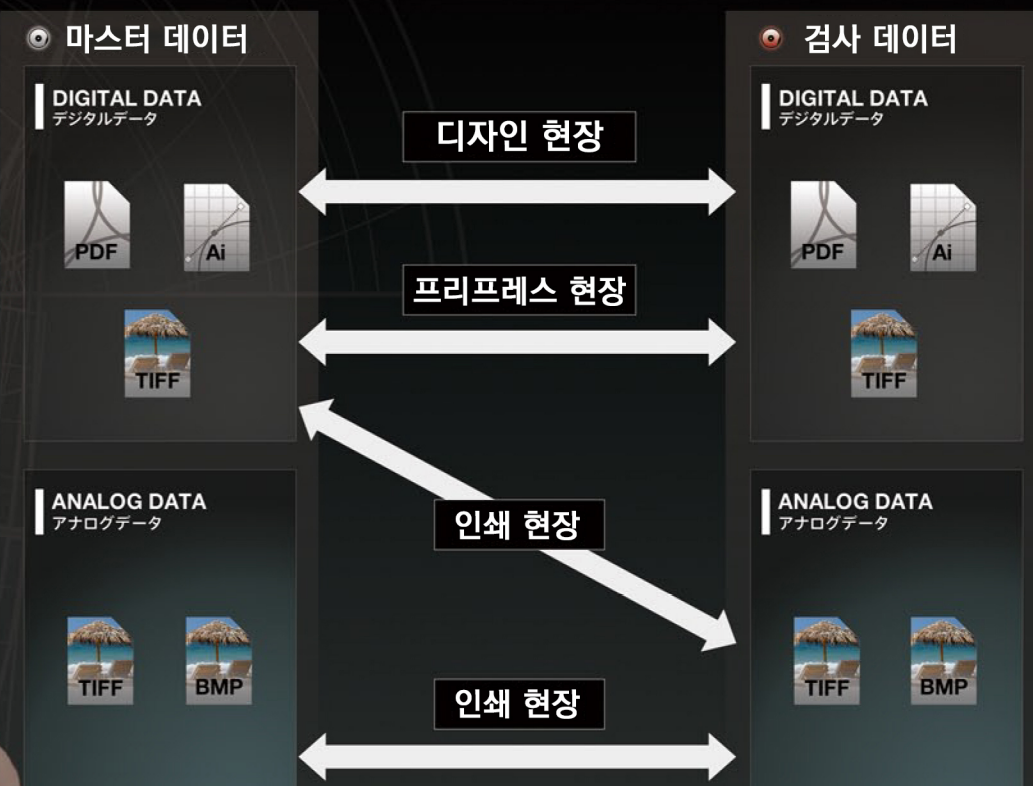 마스터 데이터
DIGITAL DATA
デジタルデータ
PDF
Ai
TIFF
ANALOG DATA
アナログデータ
TIFF
BMP
디자인 현장
프리프레스 현장
인쇄 현장
인쇄 현장
검사 데이터
DIGITAL DATA
デジタルデータ
PDF
Ai
TIFF
ANALOG DATA
アナログデータ
TIFF
BMP